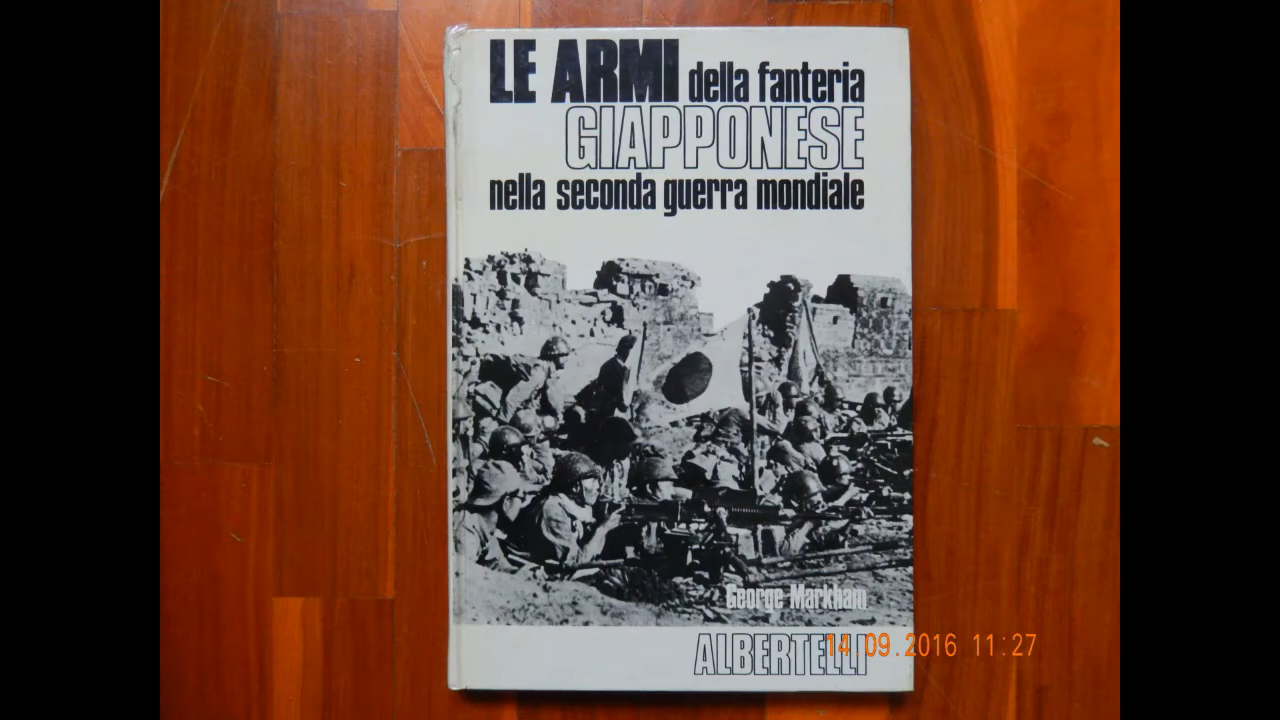 LE ARMI della fanteria
GIAPPONESE
nella seconda guerra mondiale
George Markham
ALBERTELLI
14.09.2016 11:27